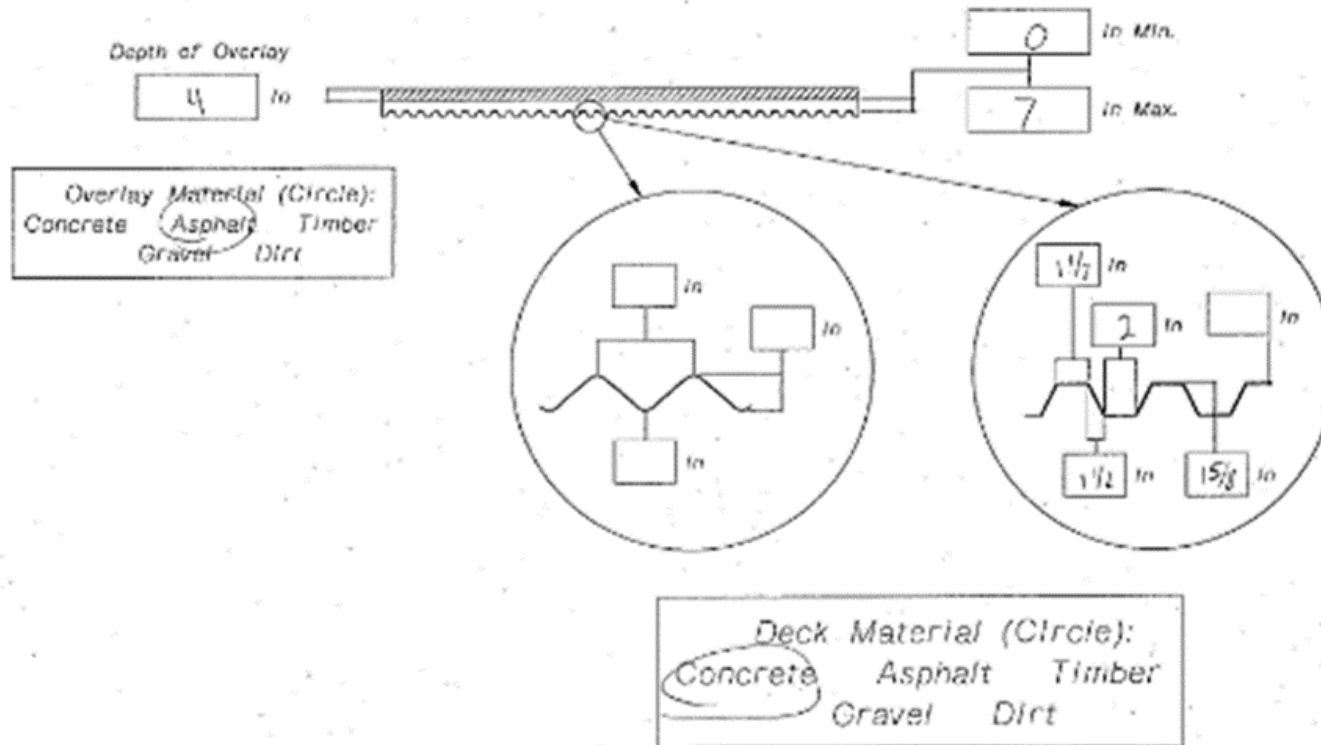 0 In Min.
Depth of Overlay
4 In
7 In Max.
Overlay Material (Circle):
Concrete Asphalt Timber
Gravel Dirt
1 1/2 In
In
In
2 In
In
In
1 1/2 In
1 5/8 In
Deck Material (Circle):
Concrete Asphalt Timber
Gravel Dirt